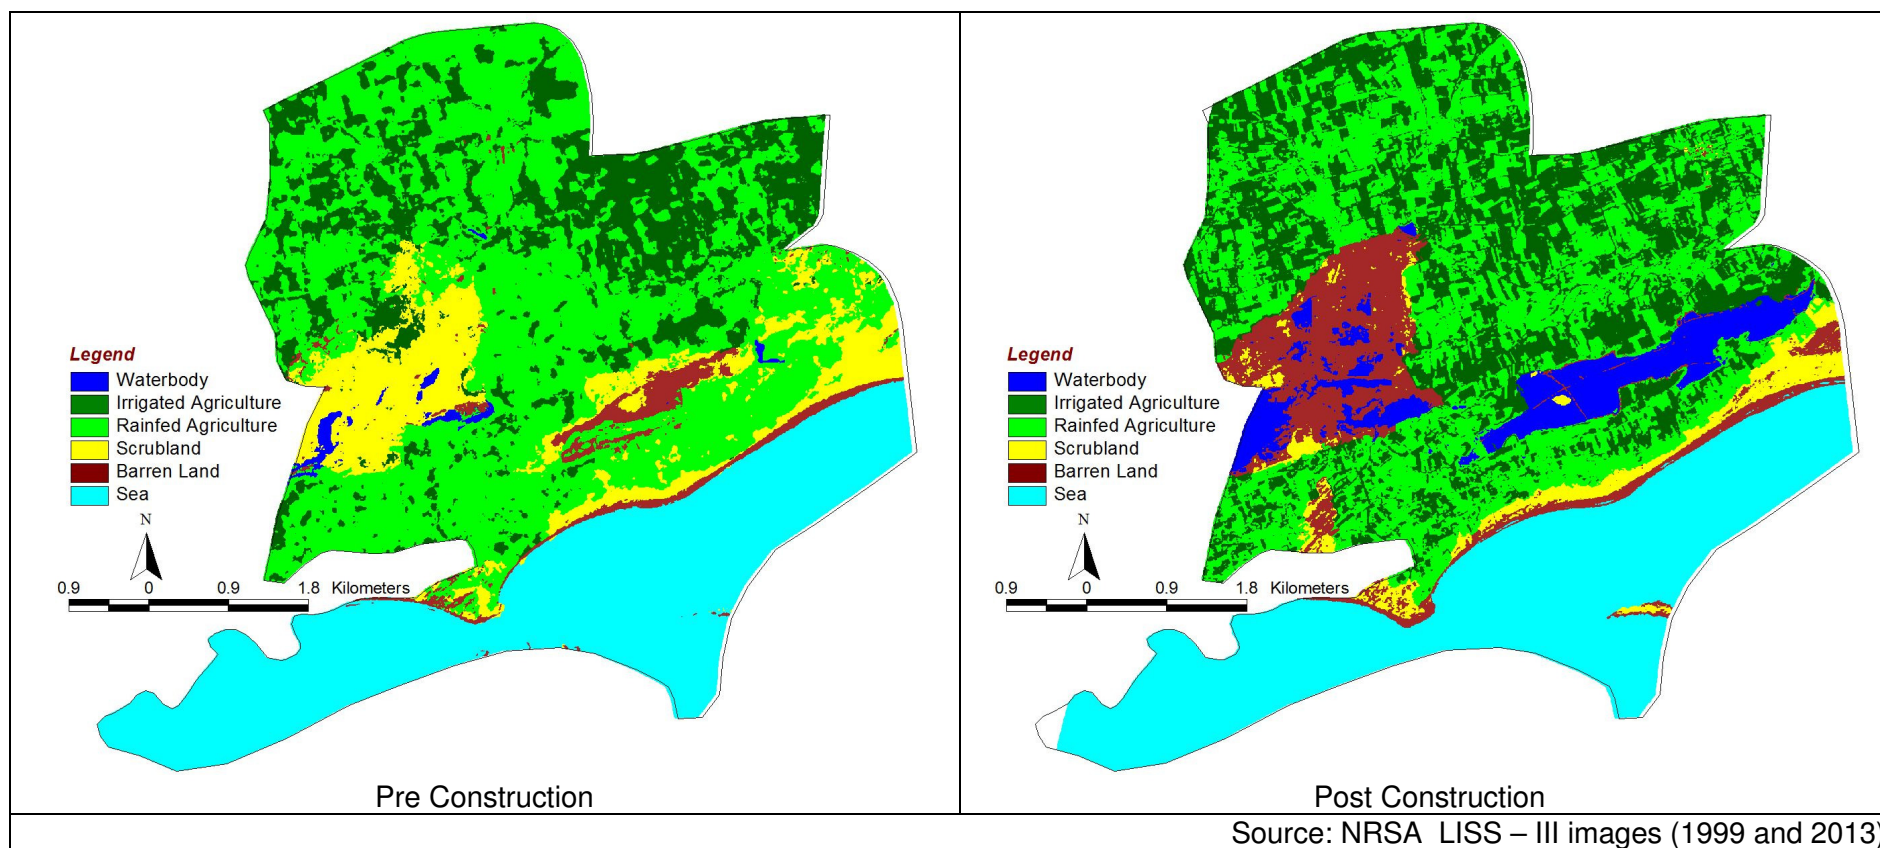 Legend
Waterbody
Irrigated Agriculture
Rainfed Agriculture
Scrubland
Barren Land
Sea
N
0.9 0 0.9 1.8 Kilometers
Pre Construction
Legend
Waterbody
Irrigated Agriculture
Rainfed Agriculture
Scrubland
Barren Land
Sea
N
0.9 0 0.9 1.8 Kilometers
Post Construction
Source: NRSA LISS – III images (1999 and 2013)